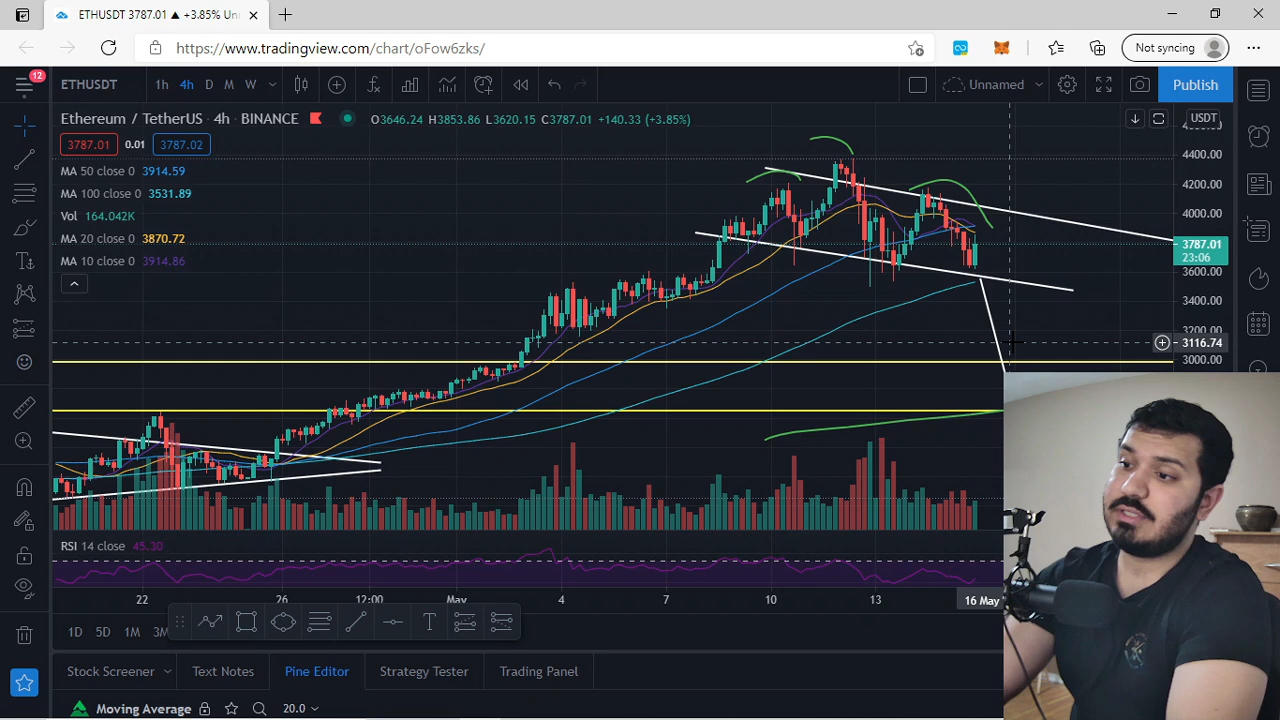 ETHUSDT 3787.01 ▲ +3.85% Un
https://www.tradingview.com/chart/oFow6zks/
Not syncing
12
ETHUSDT 1h 4h D M W
Unnamed
Publish
Ethereum / TetherUS · 4h · BINANCE O3646.24 H3853.86 L3620.15 C3787.01 +140.33 (+3.85%)
USDT
3787.01 0.01 3787.02
MA 50 close 0 3914.59
MA 100 close 0 3531.89
Vol 164.042K
MA 20 close 0 3870.72
MA 10 close 0 3914.86
4400.00
4200.00
4000.00
3787.01
23:06
3600.00
3400.00
3200.00
3116.74
3000.00
RSI 14 close 45.30
22 26 12:00 May 4 7 10 13 16 May
1D 5D 1M 3M
Stock Screener Text Notes Pine Editor Strategy Tester Trading Panel
Moving Average 20.0